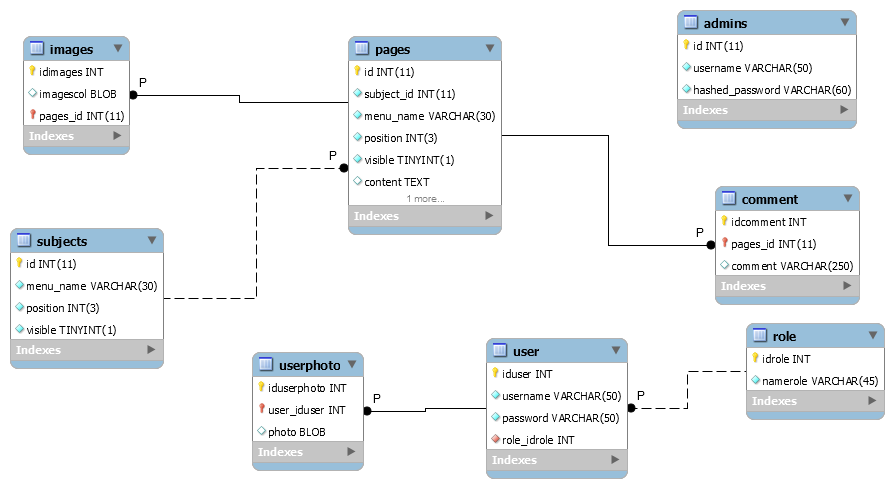 images
idimages INT
imagescol BLOB
pages_id INT(11)
Indexes
P
pages
id INT(11)
subject_id INT(11)
menu_name VARCHAR(30)
position INT(3)
visible TINYINT(1)
content TEXT
1 more...
Indexes
P
admins
id INT(11)
username VARCHAR(50)
hashed_password VARCHAR(60)
Indexes
comment
idcomment INT
pages_id INT(11)
comment VARCHAR(250)
Indexes
P
subjects
id INT(11)
menu_name VARCHAR(30)
position INT(3)
visible TINYINT(1)
Indexes
userphoto
iduserphoto INT
user_iduser INT
photo BLOB
Indexes
P
user
iduser INT
username VARCHAR(50)
password VARCHAR(50)
role_idrole INT
Indexes
P
role
idrole INT
namerole VARCHAR(45)
Indexes